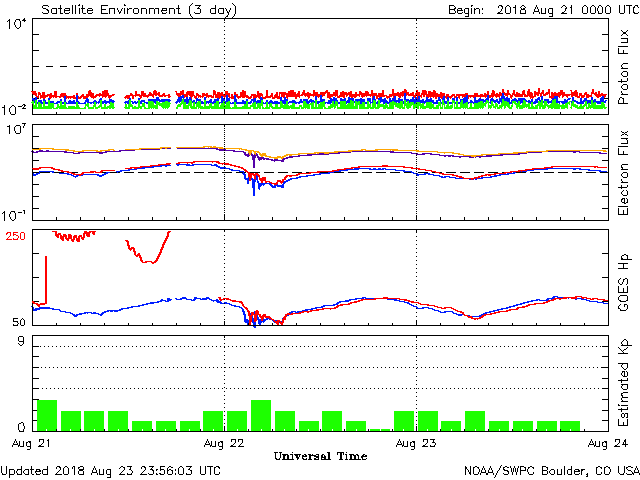 Satellite Environment (3 day) Begin: 2018 Aug 21 0000 UTC
10^4
10^-2
Proton Flux
10^7
10^-1
Electron Flux
250
50
GOES Hp
9
0
Estimated Kp
Aug 21 Aug 22 Aug 23 Aug 24
Universal Time
Updated 2018 Aug 23 23:56:03 UTC NOAA/SWPC Boulder, CO USA